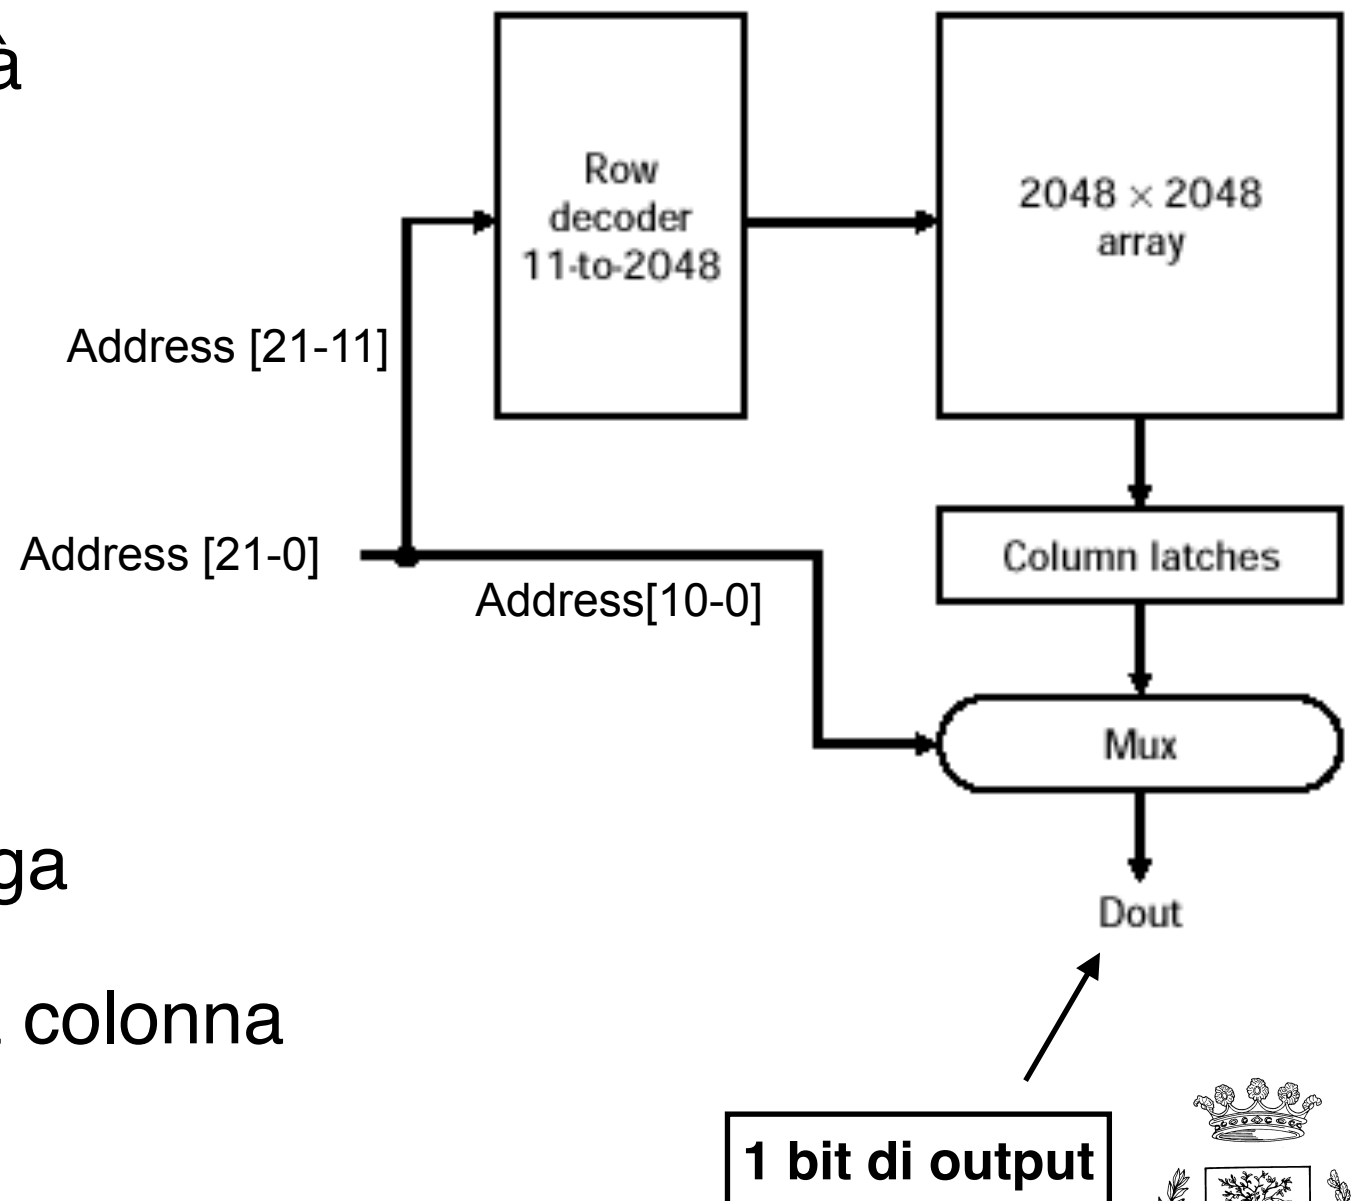 à
Row
decoder
11-to-2048
2048 × 2048
array
Address [21-11]
Address [21-0]
Address[10-0]
Column latches
Mux
ga
colonna
Dout
1 bit di output